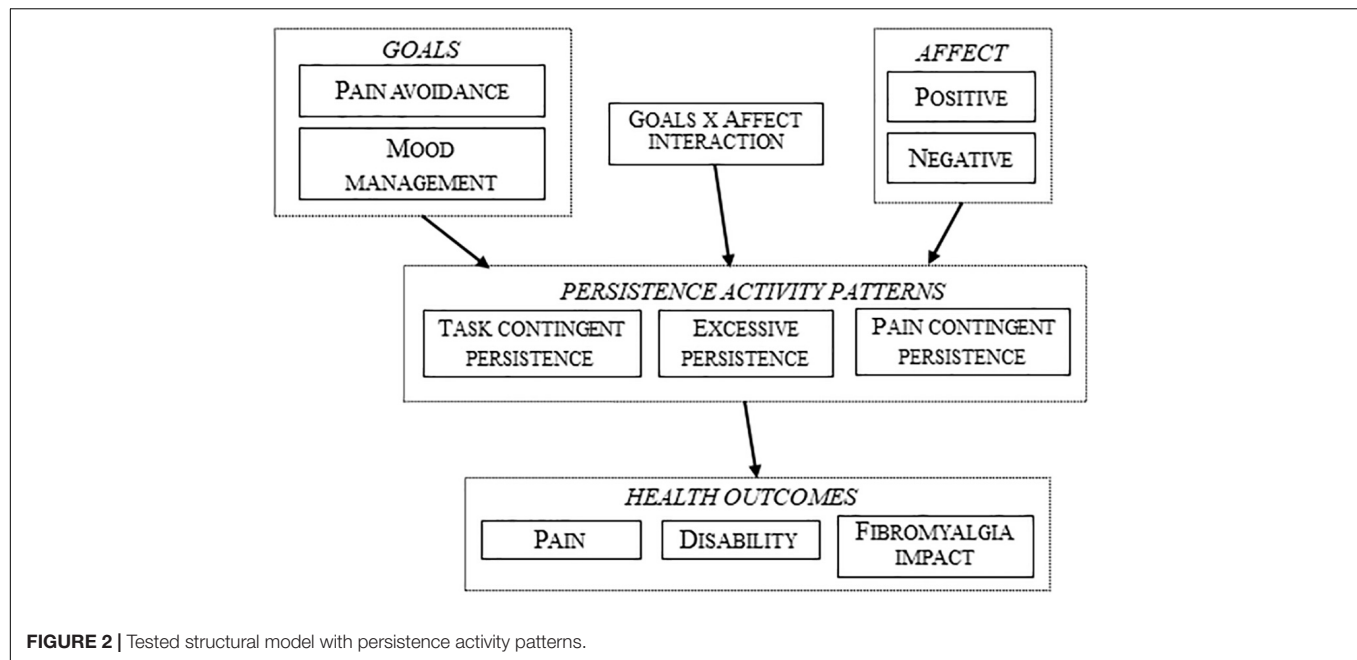 GOALS
PAIN AVOIDANCE
MOOD
MANAGEMENT
GOALS X AFFECT
INTERACTION
AFFECT
POSITIVE
NEGATIVE
PERSISTENCE ACTIVITY PATTERNS
TASK CONTINGENT
PERSISTENCE
EXCESSIVE
PERSISTENCE
PAIN CONTINGENT
PERSISTENCE
HEALTH OUTCOMES
PAIN
DISABILITY
FIBROMYALGIA
IMPACT
FIGURE 2 | Tested structural model with persistence activity patterns.